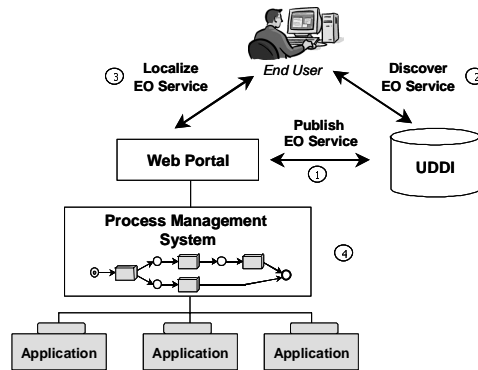 End User
③ Localize
EO Service
Discover ②
EO Service
Publish
EO Service
①
Web Portal
UDDI
Process Management
System
④
Application
Application
Application